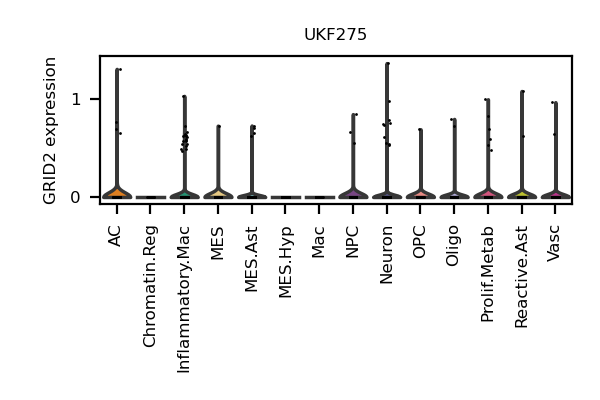 UKF275
GRID2 expression
1
0
AC
Chromatin.Reg
Inflammatory.Mac
MES
MES.Ast
MES.Hyp
Mac
NPC
Neuron
OPC
Oligo
Prolif.Metab
Reactive.Ast
Vasc